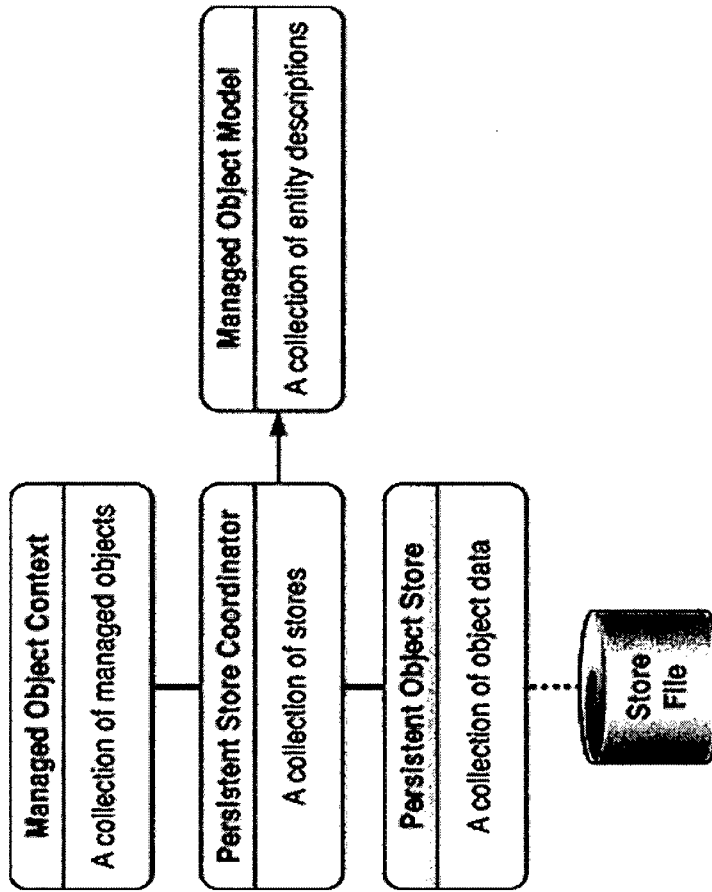 Managed Object Context
A collection of managed objects
Persistent Store Coordinator
A collection of stores
Managed Object Model
A collection of entity descriptions
Persistent Object Store
A collection of object data
Store
File